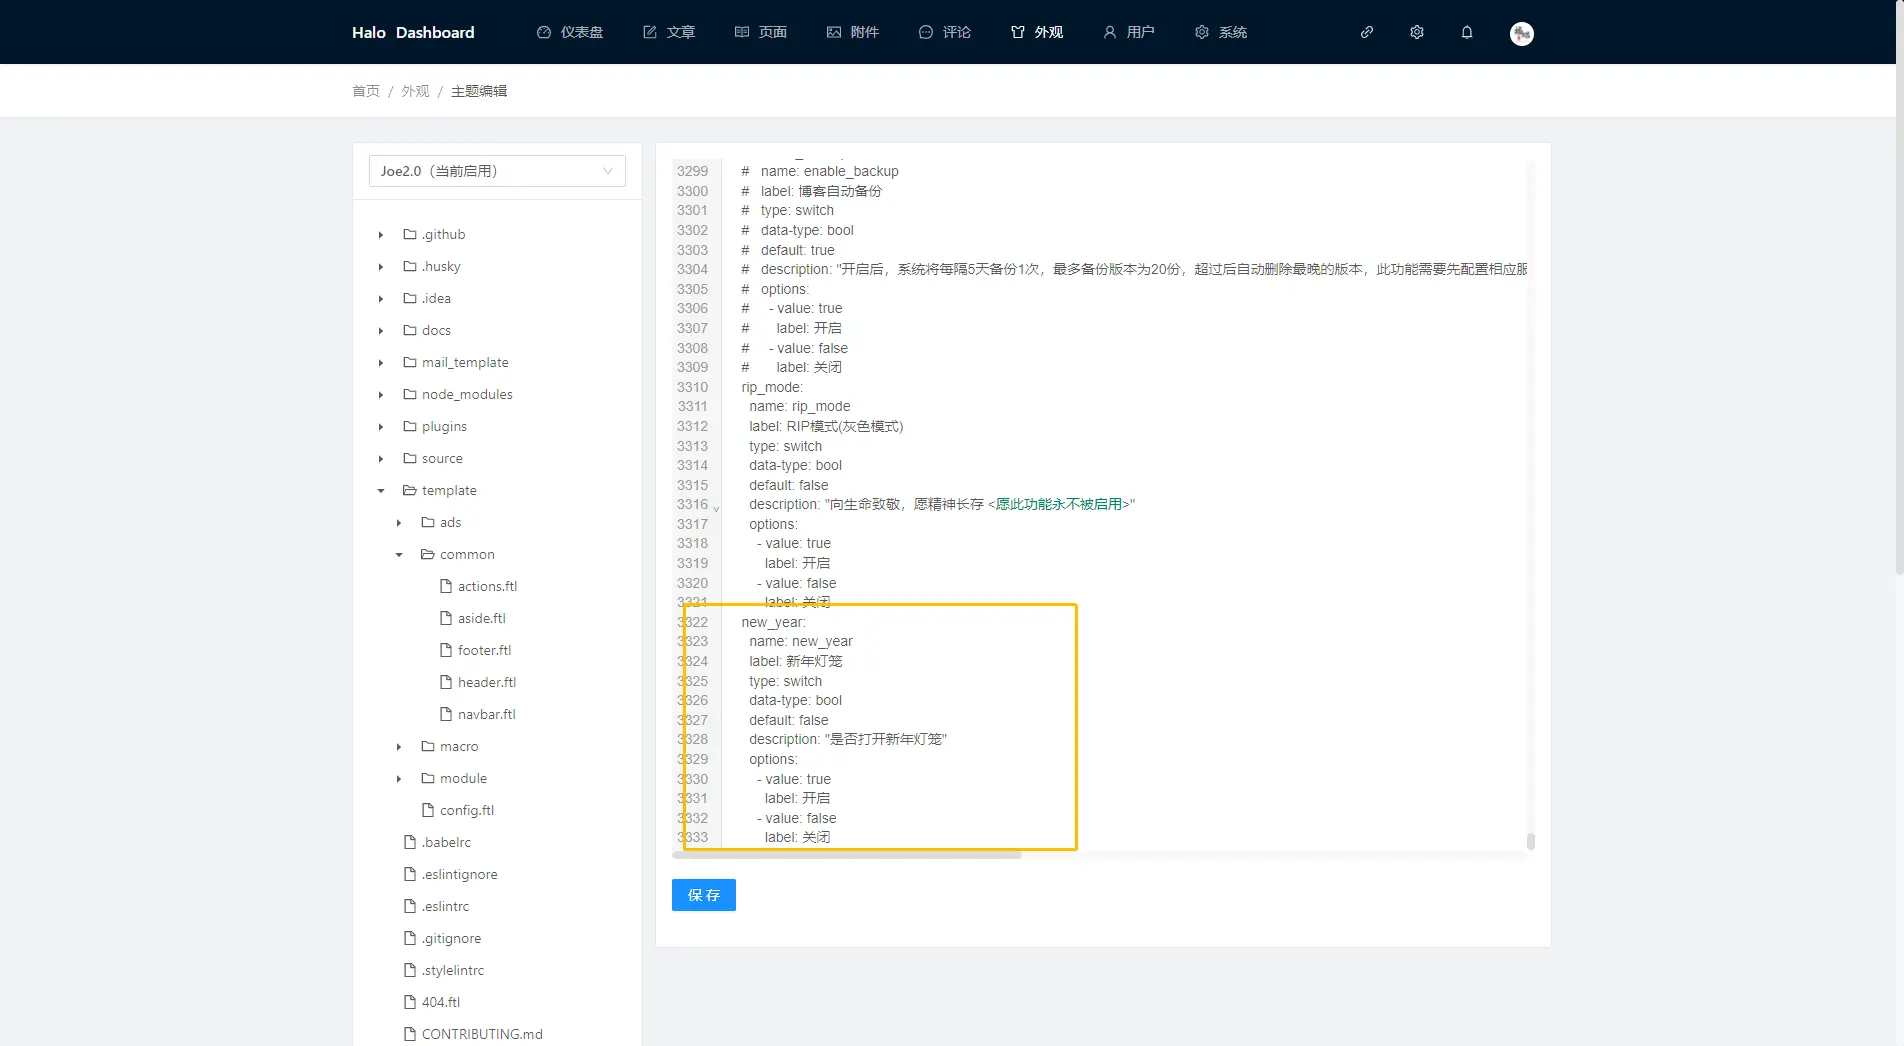 Halo Dashboard 仪表盘 文章 页面 附件 评论 外观 用户 系统
首页 / 外观 / 主题编辑
Joe2.0（当前启用）
.github
.husky
.idea
docs
mail_template
node_modules
plugins
source
template
ads
common
actions.ftl
aside.ftl
footer.ftl
header.ftl
navbar.ftl
macro
module
config.ftl
.babelrc
.eslintignore
.eslintrc
.gitignore
.stylelintrc
404.ftl
CONTRIBUTING.md
3299 # name: enable_backup
3300 # label: 博客自动备份
3301 # type: switch
3302 # data-type: bool
3303 # default: true
3304 # description: "开启后，系统将每隔5天备份1次，最多备份版本为20份，超过后自动删除最晚的版本，此功能需要先配置相应服
3305 # options:
3306 # - value: true
3307 # label: 开启
3308 # - value: false
3309 # label: 关闭
3310 rip_mode:
3311 name: rip_mode
3312 label: RIP模式(灰色模式)
3313 type: switch
3314 data-type: bool
3315 default: false
3316 description: "向生命致敬，愿精神长存 <愿此功能永不被启用>"
3317 options:
3318 - value: true
3319 label: 开启
3320 - value: false
3321 label: 关闭
3322 new_year:
3323 name: new_year
3324 label: 新年灯笼
3325 type: switch
3326 data-type: bool
3327 default: false
3328 description: "是否打开新年灯笼"
3329 options:
3330 - value: true
3331 label: 开启
3332 - value: false
3333 label: 关闭
保存